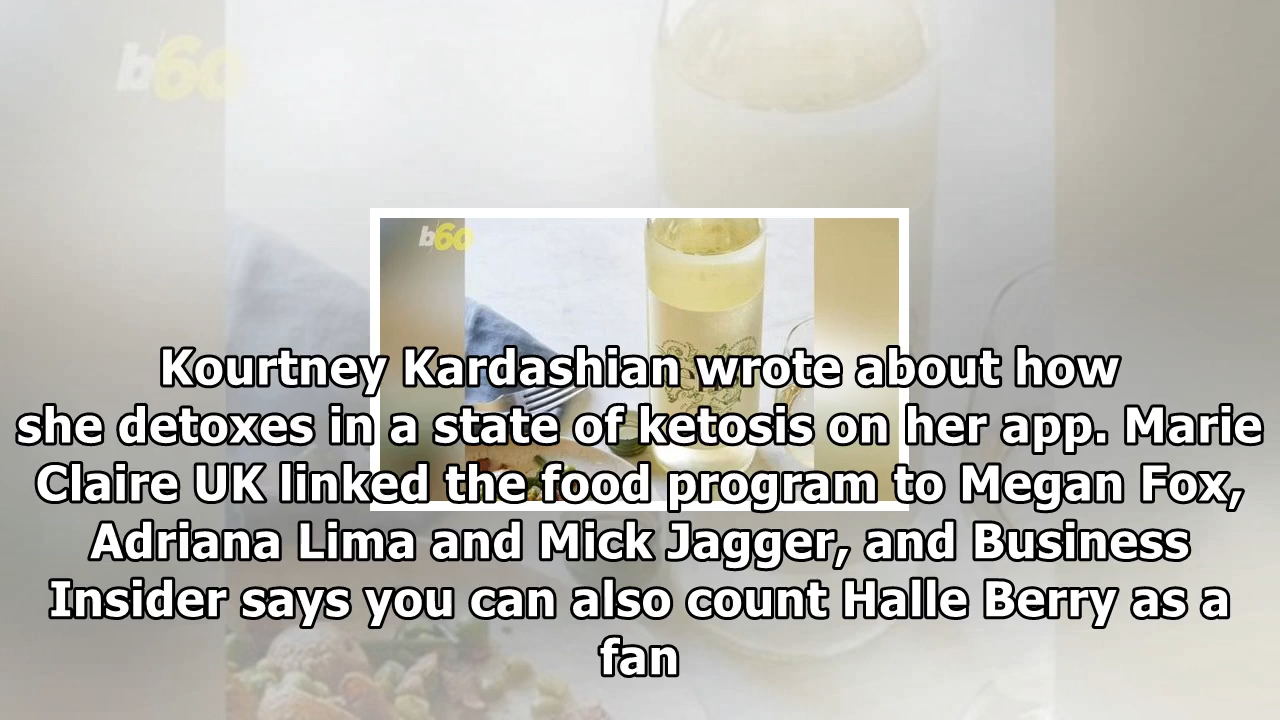 b60
b60
Kourtney Kardashian wrote about how
she detoxes in a state of ketosis on her app. Marie
Claire UK linked the food program to Megan Fox,
Adriana Lima and Mick Jagger, and Business
Insider says you can also count Halle Berry as a
fan